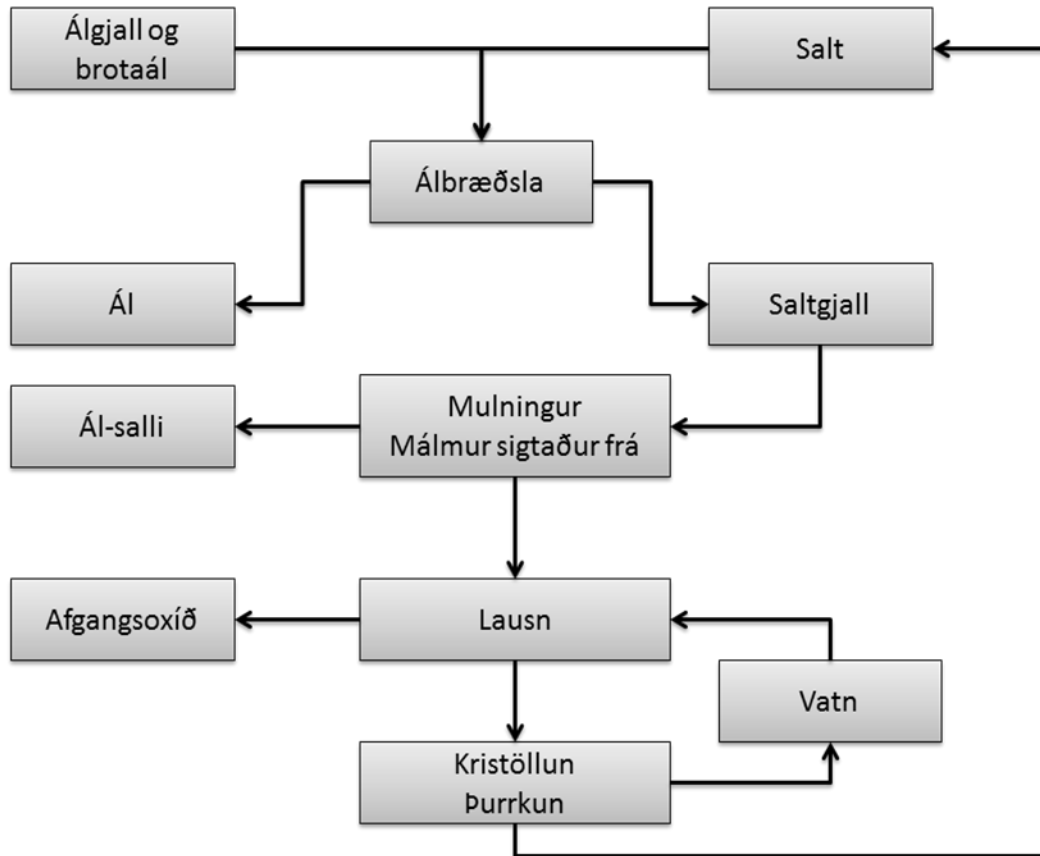 Álgjall og
brotaál
Salt
Álbræðsla
Ál
Saltgjall
Ál-salli
Mulningur
Málmur sigtaður frá
Afgangsoxíð
Lausn
Vatn
Kristöllun
Þurrkun